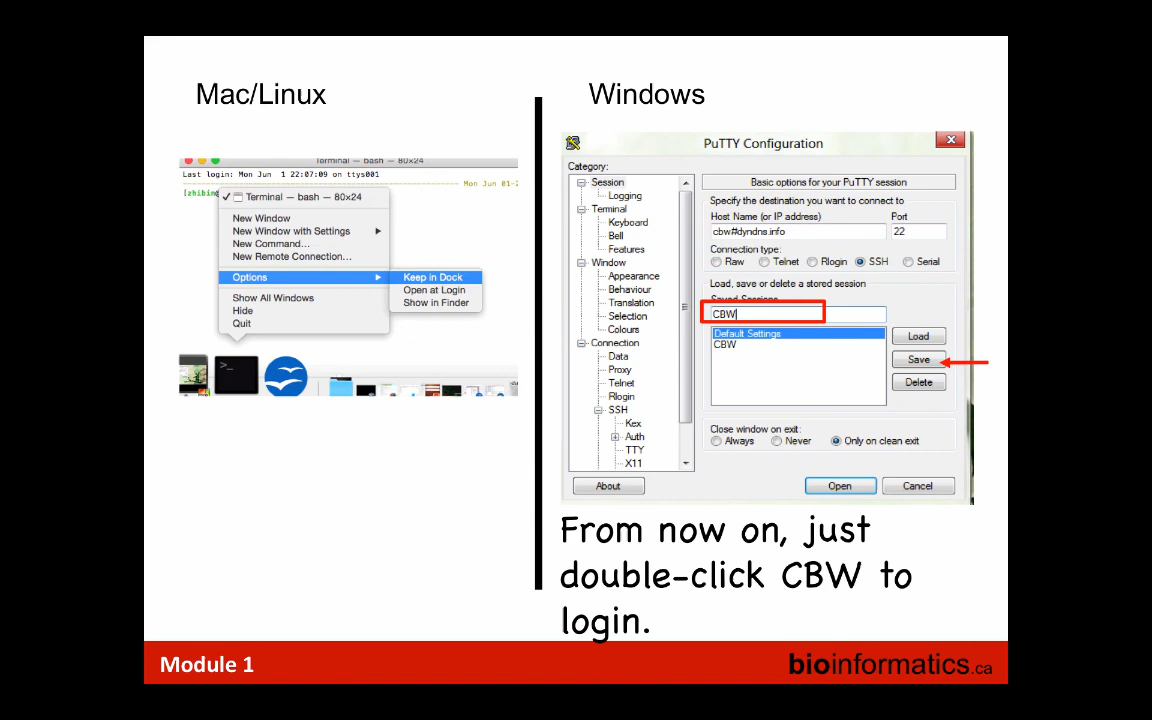 Mac/Linux
Windows
Terminal — bash — 80x24
Last login: Mon Jun 1 22:07:09 on ttys001
Mon Jun 01-2
[zhibin@
✓ Terminal — bash — 80x24
New Window
New Window with Settings
New Command...
New Remote Connection...
Options
Keep in Dock
Open at Login
Show in Finder
Show All Windows
Hide
Quit
>_
PuTTY Configuration
Category:
Session
Logging
Terminal
Keyboard
Bell
Features
Window
Appearance
Behaviour
Translation
Selection
Colours
Connection
Data
Proxy
Telnet
Rlogin
SSH
Kex
Auth
TTY
X11
About
Basic options for your PuTTY session
Specify the destination you want to connect to
Host Name (or IP address) Port
cbw#dyndns.info 22
Connection type:
Raw Telnet Rlogin SSH Serial
Load, save or delete a stored session
Saved Sessions
CBW
Default Settings
CBW
Load
Save
Delete
Close window on exit:
Always Never Only on clean exit
Open Cancel
From now on, just
double-click CBW to
login.
Module 1
bioinformatics.ca